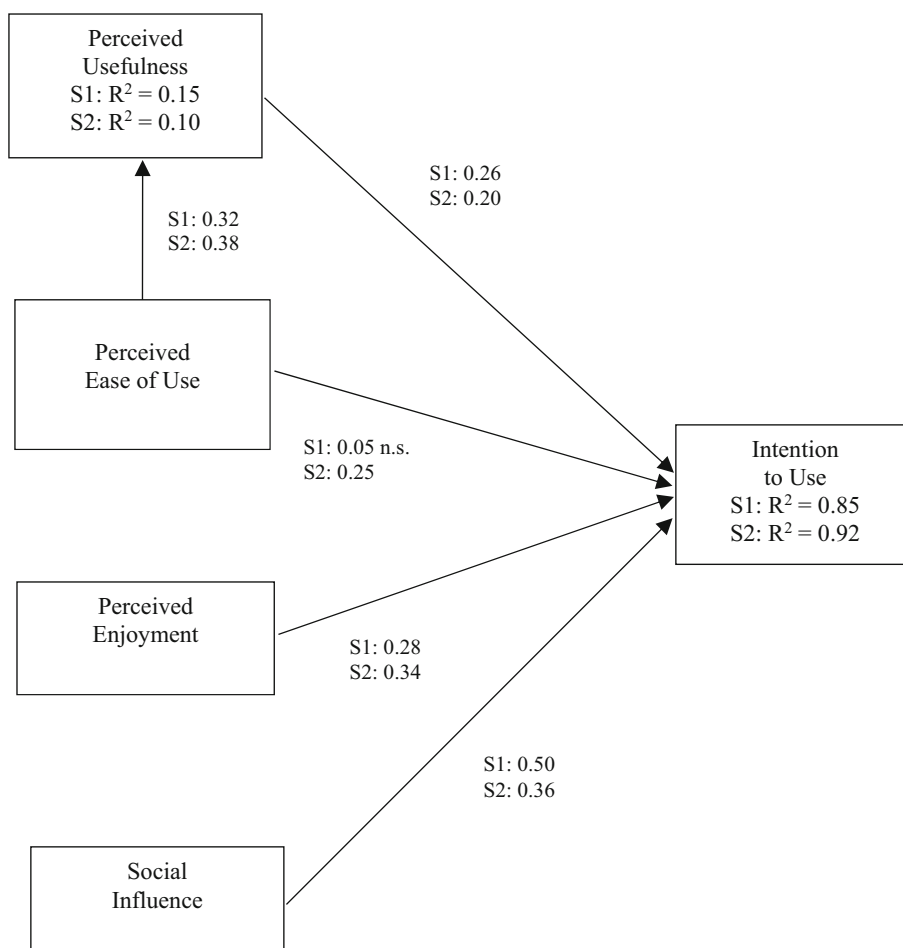 Perceived
Usefulness
S1: R² = 0.15
S2: R² = 0.10
S1: 0.26
S2: 0.20
S1: 0.32
S2: 0.38
Perceived
Ease of Use
S1: 0.05 n.s.
S2: 0.25
Intention
to Use
S1: R² = 0.85
S2: R² = 0.92
Perceived
Enjoyment
S1: 0.28
S2: 0.34
S1: 0.50
S2: 0.36
Social
Influence